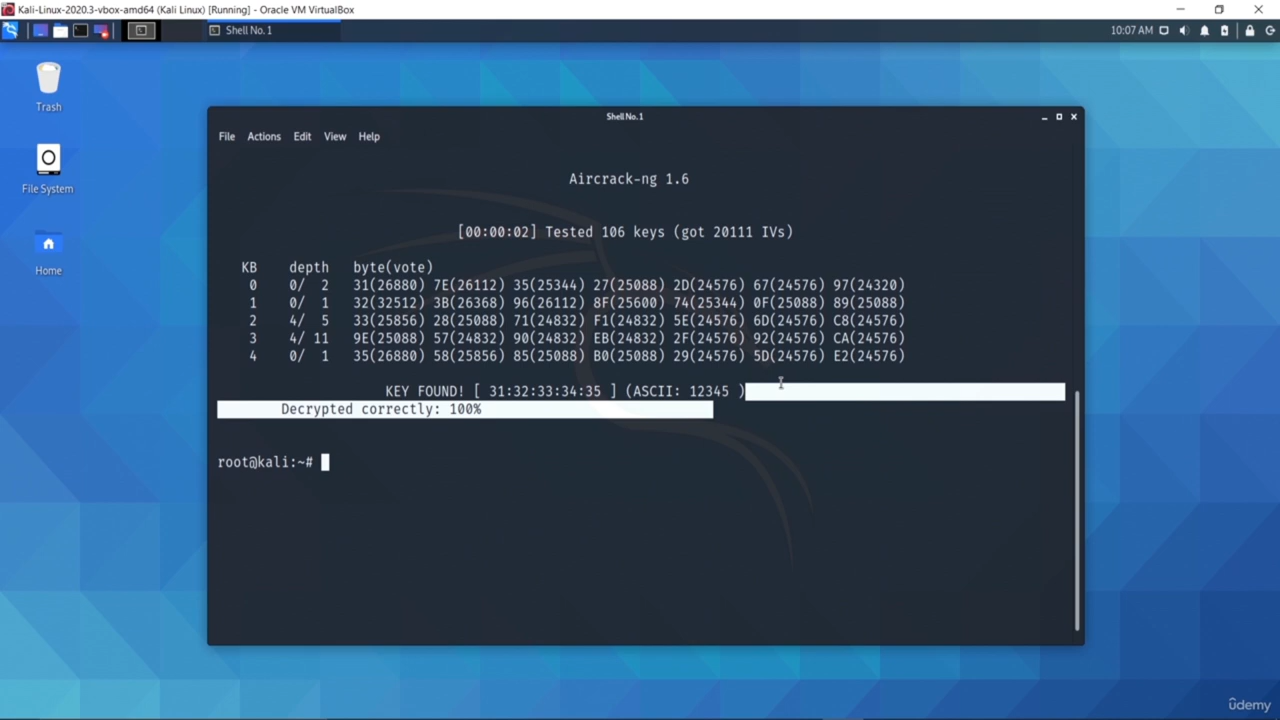 Kali-Linux-2020.3-vbox-amd64 (Kali Linux) [Running] - Oracle VM VirtualBox
Shell No. 1
10:07 AM
Trash
File System
Home
Shell No. 1
File Actions Edit View Help
Aircrack-ng 1.6
[00:00:02] Tested 106 keys (got 20111 IVs)
KB depth byte(vote)
0 0/ 2 31(26880) 7E(26112) 35(25344) 27(25088) 2D(24576) 67(24576) 97(24320)
1 0/ 1 32(32512) 3B(26368) 96(26112) 8F(25600) 74(25344) 0F(25088) 89(25088)
2 4/ 5 33(25856) 28(25088) 71(24832) F1(24832) 5E(24576) 6D(24576) C8(24576)
3 4/ 11 9E(25088) 57(24832) 90(24832) EB(24832) 2F(24576) 92(24576) CA(24576)
4 0/ 1 35(26880) 58(25856) 85(25088) B0(25088) 29(24576) 5D(24576) E2(24576)
KEY FOUND! [ 31:32:33:34:35 ] (ASCII: 12345 )
Decrypted correctly: 100%
root@kali:~#
ûdemy